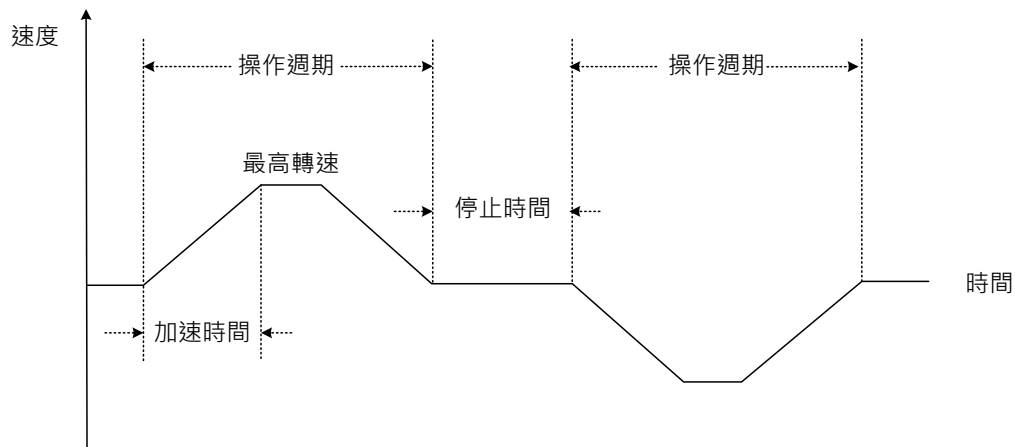 速度
操作週期
操作週期
最高轉速
停止時間
時間
加速時間